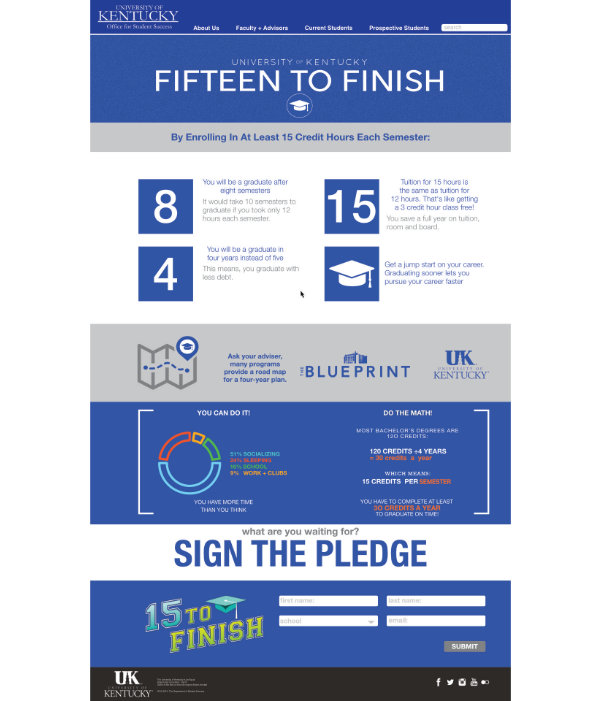 UNIVERSITY OF
KENTUCKY
Office for Student Success
About Us
Faculty + Advisors
Current Students
Prospective Students
search
UNIVERSITY OF KENTUCKY
FIFTEEN TO FINISH
By Enrolling In At Least 15 Credit Hours Each Semester:
8
You will be a graduate after
eight semesters
It would take 10 semesters to
graduate if you took only 12
hours each semester.
15
Tuition for 15 hours is
the same as tuition for
12 hours. That's like getting
a 3 credit hour class free!
You save a full year on tuition,
room and board.
4
You will be a graduate in
four years instead of five
This means, you graduate with
less debt.
Get a jump start on your career.
Graduating sooner lets you
pursue your career faster
Ask your adviser,
many programs
provide a road map
for a four-year plan.
THE BLUEPRINT
UK
UNIVERSITY OF
KENTUCKY
YOU CAN DO IT!
51% SOCIALIZING
24% SLEEPING
16% SCHOOL
9% WORK + CLUBS
YOU HAVE MORE TIME
THAN YOU THINK
DO THE MATH!
MOST BACHELOR'S DEGREES ARE
120 CREDITS:
120 CREDITS ÷4 YEARS
= 30 credits a year
WHICH MEANS:
15 CREDITS PER SEMESTER
YOU HAVE TO COMPLETE AT LEAST
30 CREDITS A YEAR
TO GRADUATE ON TIME!
what are you waiting for?
SIGN THE PLEDGE
15 TO
FINISH
first name:
last name:
school
email:
SUBMIT
UK
UNIVERSITY OF
KENTUCKY